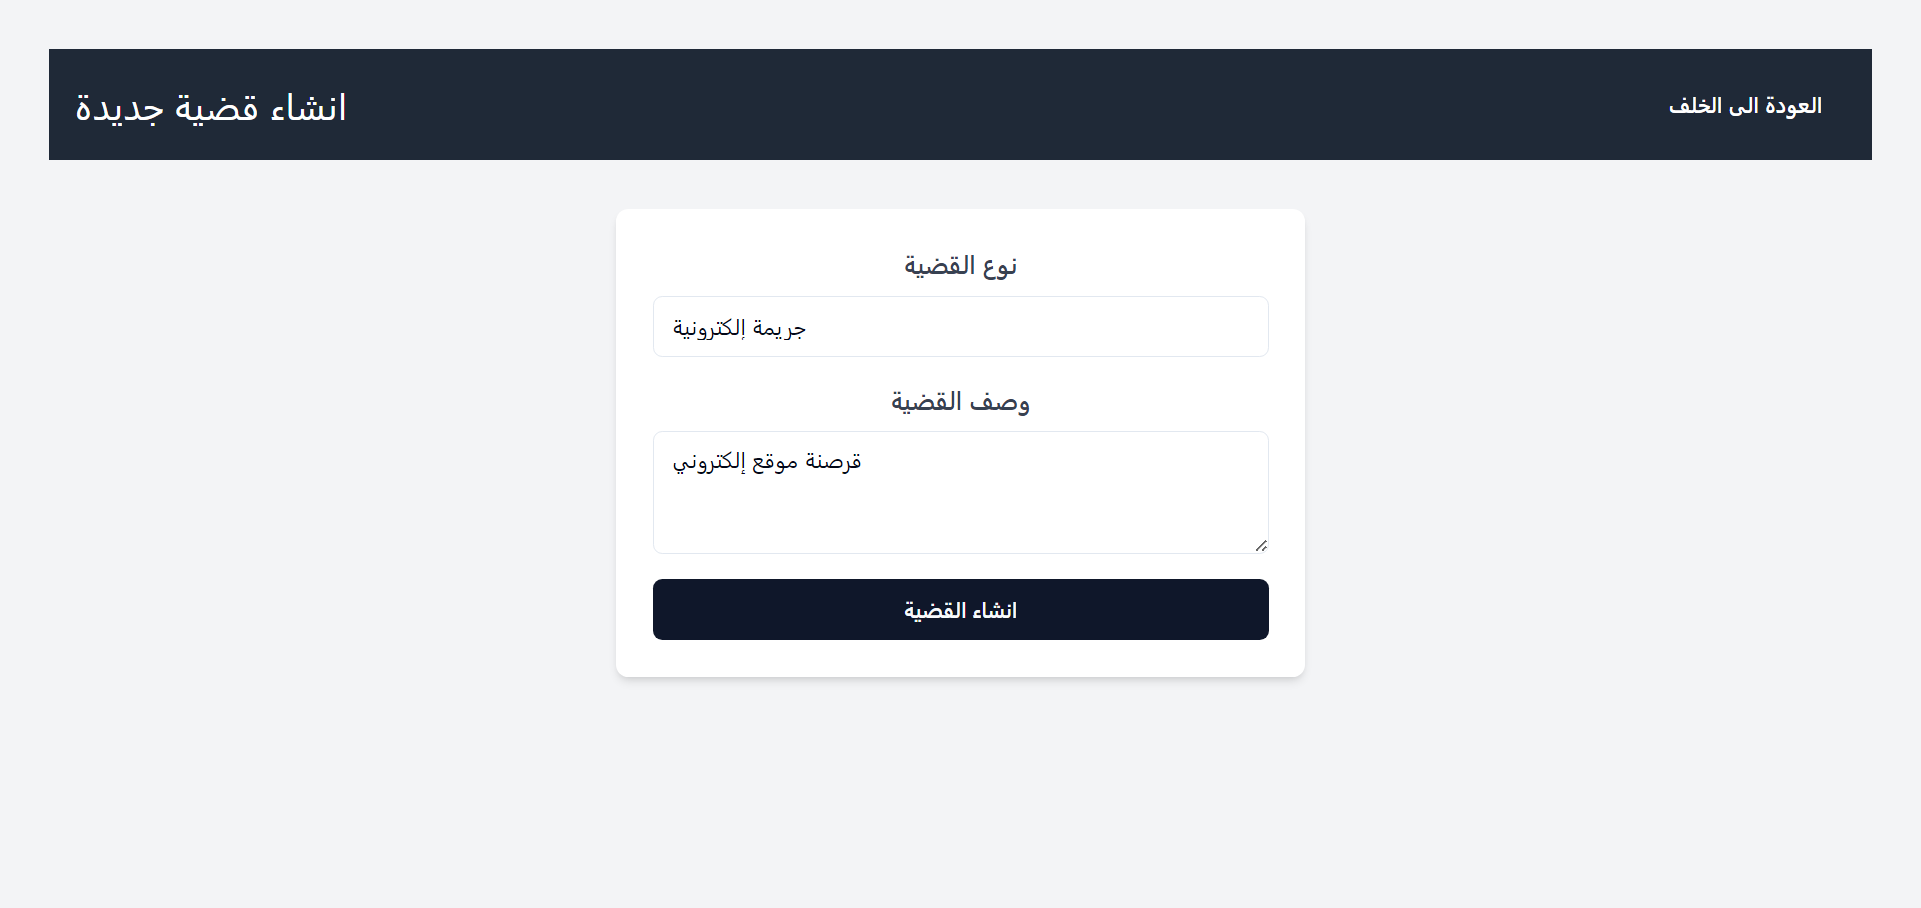 العودة الى الخلف
انشاء قضية جديدة
نوع القضية
جريمة إلكترونية
وصف القضية
قرصنة موقع إلكتروني
انشاء القضية